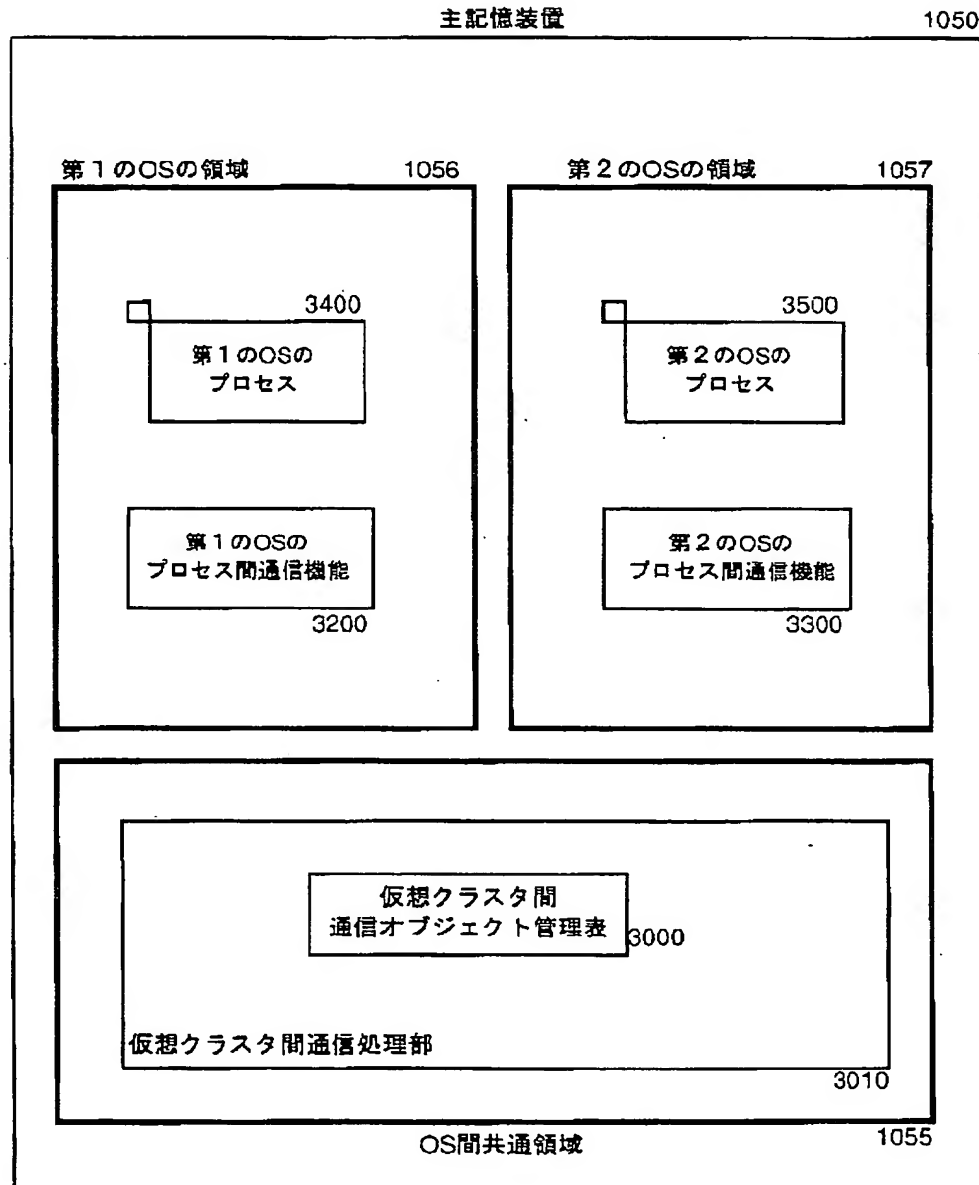 主記憶装置 1050
第1のOSの領域 1056
第2のOSの領域 1057
3400
第1のOSの
プロセス
3500
第2のOSの
プロセス
第1のOSの
プロセス間通信機能
3200
第2のOSの
プロセス間通信機能
3300
仮想クラスタ間
通信オブジェクト管理表
3000
仮想クラスタ間通信処理部
3010
OS間共通領域 1055